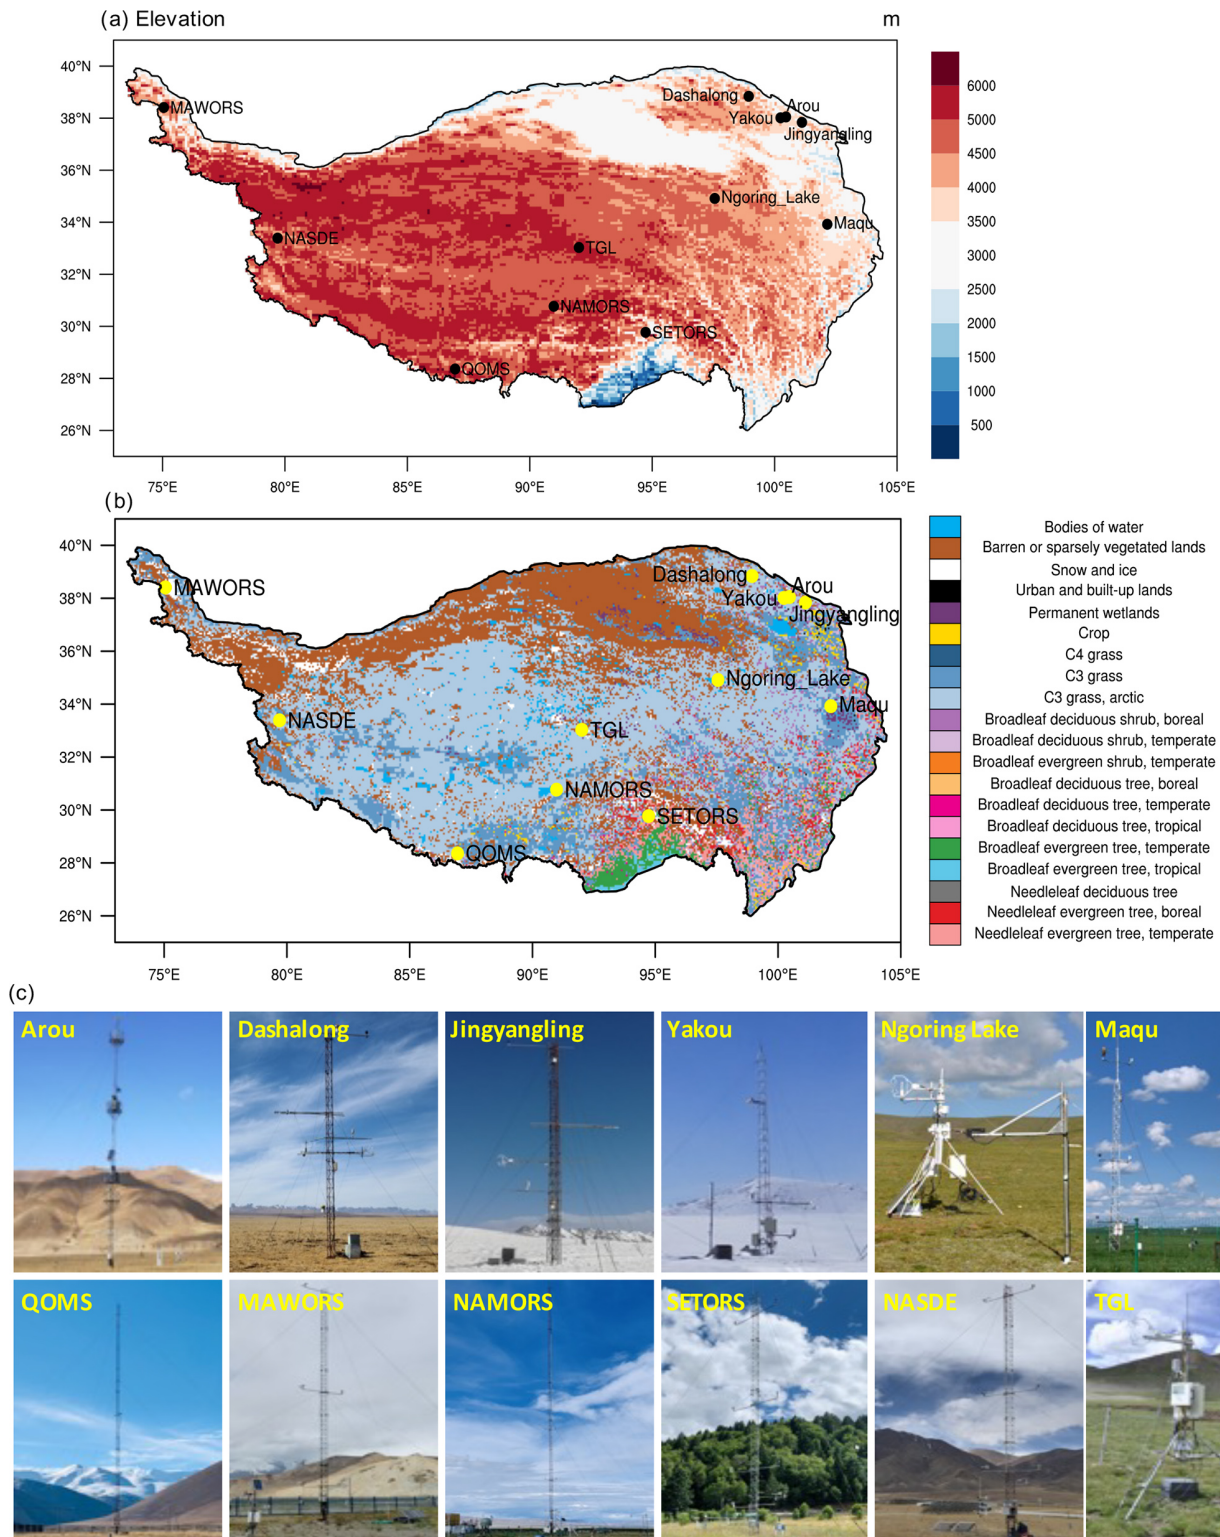 (a) Elevation
m
40°N
38°N
36°N
34°N
32°N
30°N
28°N
26°N
MAWORS
Dashalong
Arou
Yakou
Jingyangling
Ngoring_Lake
Maqu
NASDE
TGL
NAMORS
SETORS
QOMS
75°E
80°E
85°E
90°E
95°E
100°E
105°E
6000
5000
4500
4000
3500
3000
2500
2000
1500
1000
500
(b)
40°N
38°N
36°N
34°N
32°N
30°N
28°N
26°N
MAWORS
Dashalong
Arou
Yakou
Jingyangling
Ngoring_Lake
Maqu
NASDE
TGL
NAMORS
SETORS
QOMS
75°E
80°E
85°E
90°E
95°E
100°E
105°E
Bodies of water
Barren or sparsely vegetated lands
Snow and ice
Urban and built-up lands
Permanent wetlands
Crop
C4 grass
C3 grass
C3 grass, arctic
Broadleaf deciduous shrub, boreal
Broadleaf deciduous shrub, temperate
Broadleaf evergreen shrub, temperate
Broadleaf deciduous tree, boreal
Broadleaf deciduous tree, temperate
Broadleaf deciduous tree, tropical
Broadleaf evergreen tree, temperate
Broadleaf evergreen tree, tropical
Needleleaf deciduous tree
Needleleaf evergreen tree, boreal
Needleleaf evergreen tree, temperate
(c)
Arou
Dashalong
Jingyangling
Yakou
Ngoring Lake
Maqu
QOMS
MAWORS
NAMORS
SETORS
NASDE
TGL